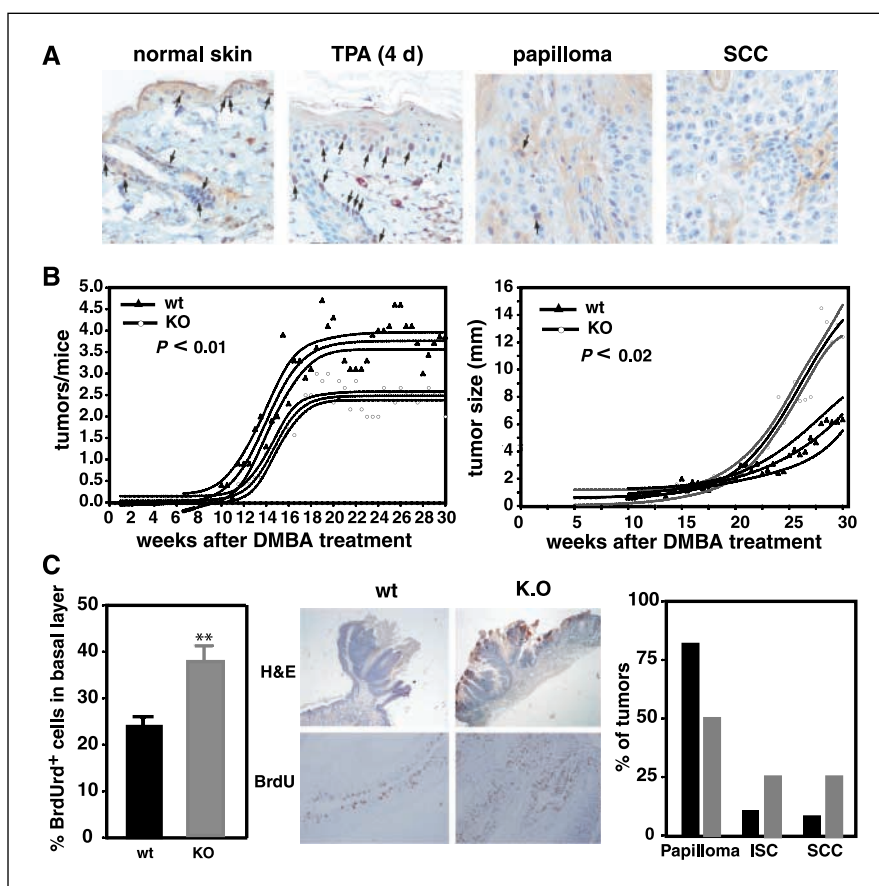 A
normal skin
TPA (4 d)
papilloma
SCC
B
5.0
4.5
4.0
3.5
3.0
2.5
2.0
1.5
1.0
0.5
0.0
wt
KO
P < 0.01
tumors/mice
0 2 4 6 8 10 12 14 16 18 20 22 24 26 28 30
weeks after DMBA treatment
16
14
12
10
8
6
4
2
0
wt
KO
P < 0.02
tumor size (mm)
0 5 10 15 20 25 30
weeks after DMBA treatment
C
50
40
30
20
10
0
**
% BrdUrd+ cells in basal layer
wt KO
wt
K.O
H&E
BrdU
100
75
50
25
0
% of tumors
Papilloma ISC SCC